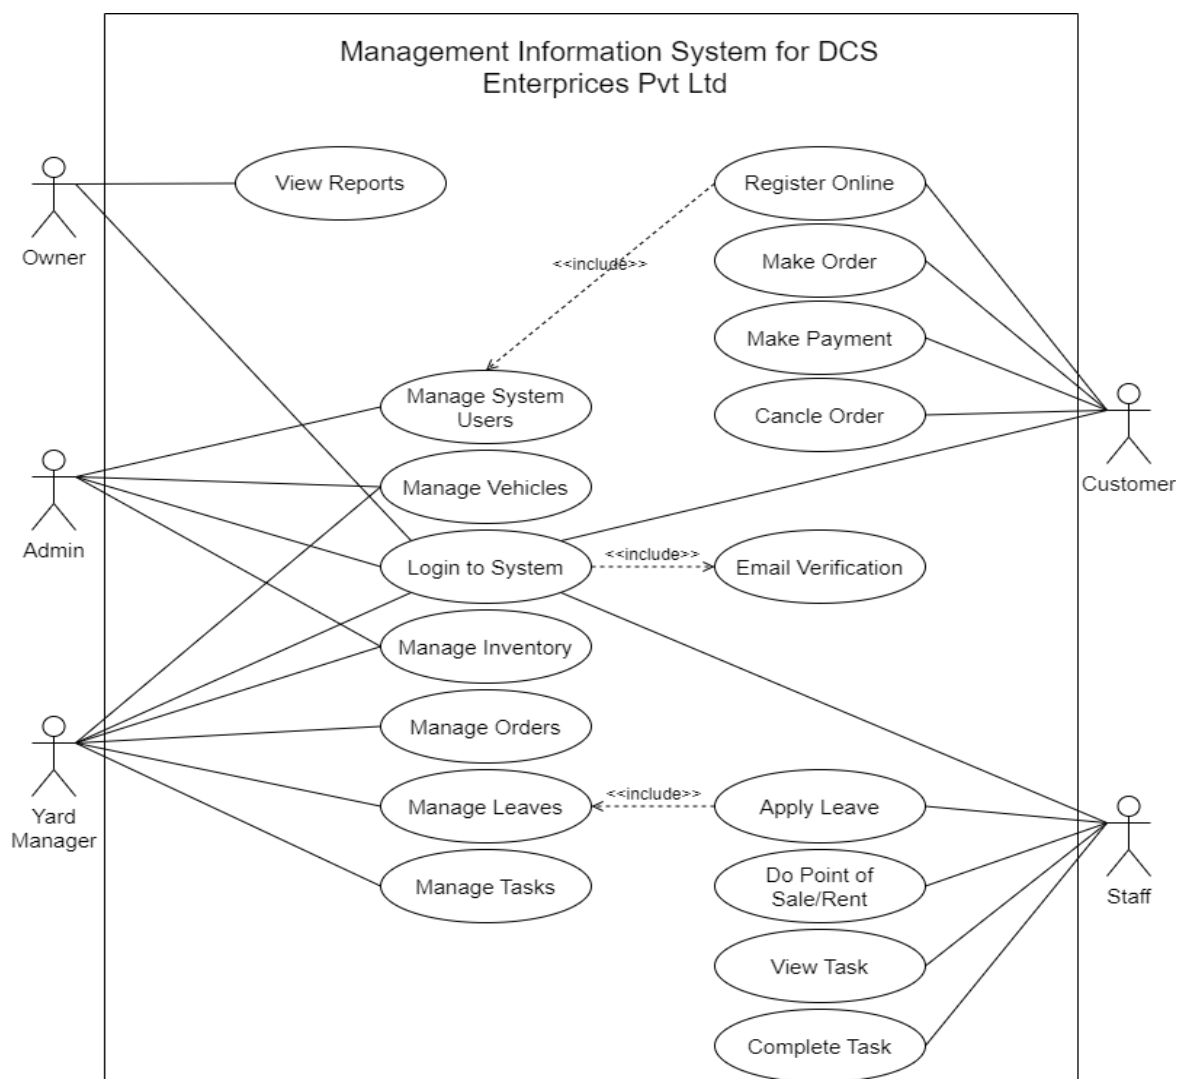 Management Information System for DCS
Enterprices Pvt Ltd
View Reports
Register Online
Owner
<<include>>
Make Order
Make Payment
Manage System
Users
Cancle Order
Customer
Manage Vehicles
Admin
Login to System
<<include>>
Email Verification
Manage Inventory
Manage Orders
Yard
Manager
Manage Leaves
<<include>>
Apply Leave
Staff
Manage Tasks
Do Point of
Sale/Rent
View Task
Complete Task